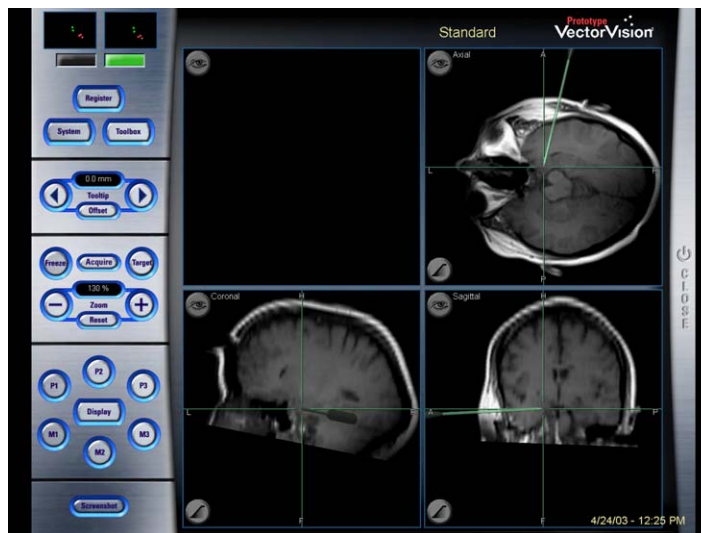 Standard
Prototype
VectorVision
Register
System
Toolbox
0.0 mm
Tooltip
Offset
Freeze
Acquire
Target
130 %
Zoom
Reset
P1
P2
P3
Display
M1
M2
M3
Screenshot
Axial
A
L
P
Coronal
H
L
F
Sagittal
H
A
P
F
CLOSE
4/24/03 - 12:25 PM